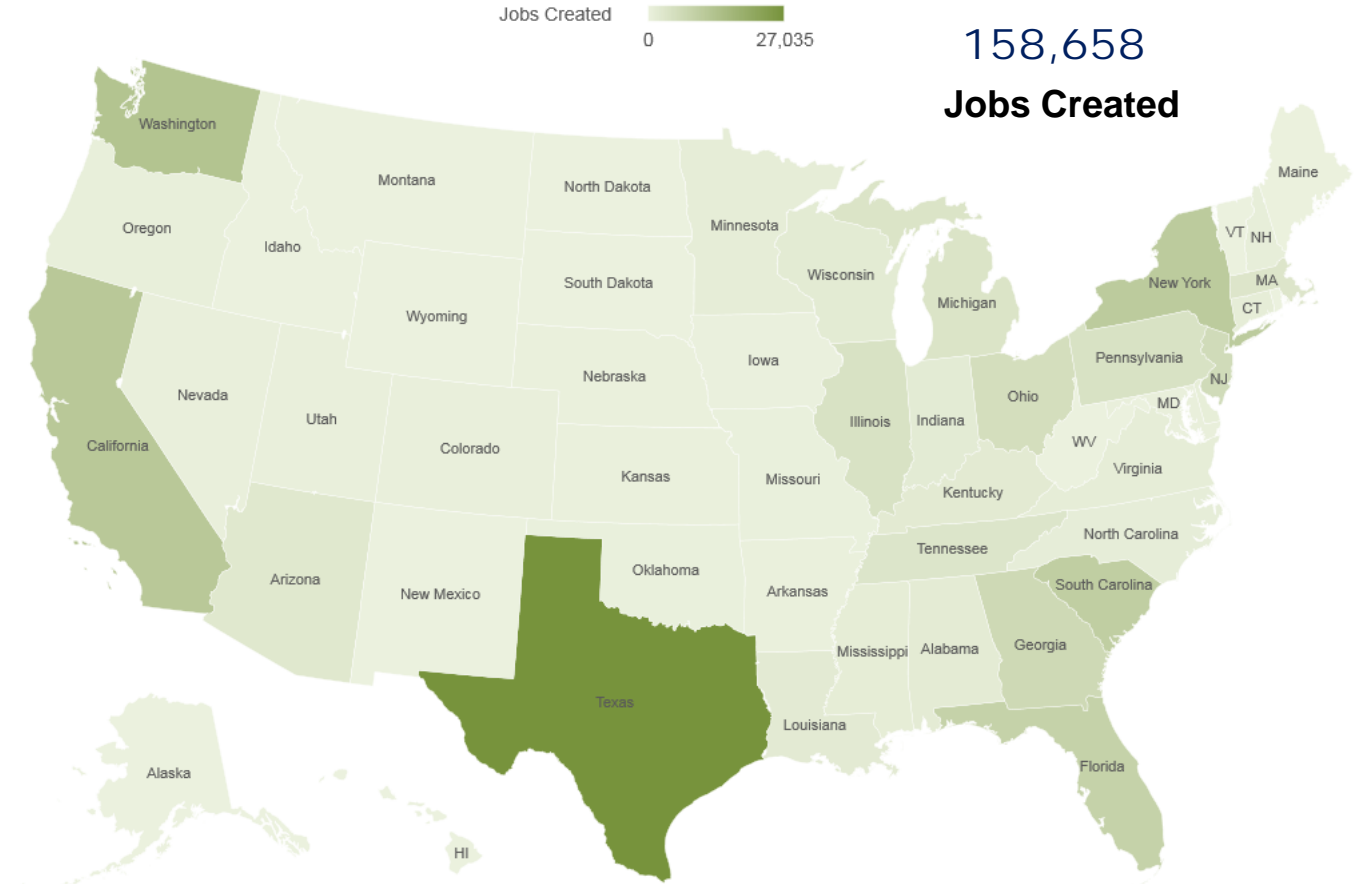 Jobs Created
0 27,035
158,658
Jobs Created
Washington
Maine
Montana
North Dakota
Oregon
Minnesota
VT
NH
Idaho
Wisconsin
South Dakota
New York
MA
Michigan
CT
Wyoming
Iowa
Pennsylvania
Nebraska
NJ
Nevada
Ohio
MD
Utah
Illinois
Indiana
California
Colorado
WV
Virginia
Kansas
Missouri
Kentucky
North Carolina
Tennessee
Oklahoma
Arizona
South Carolina
New Mexico
Arkansas
Georgia
Mississippi
Alabama
Texas
Louisiana
Florida
Alaska
HI